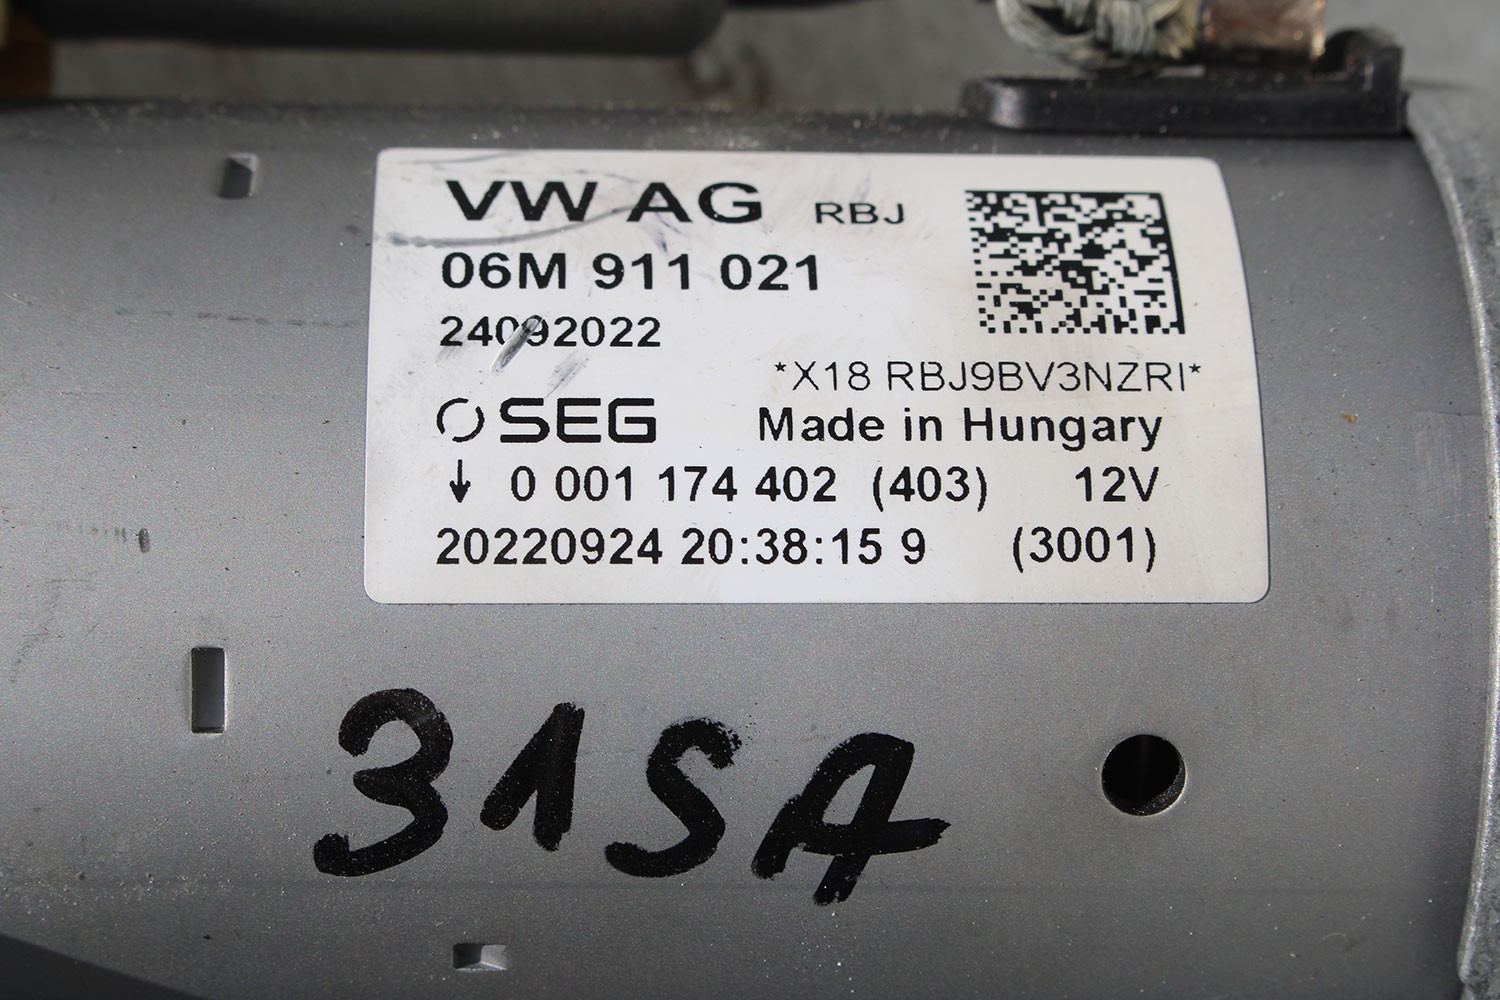 VW AG RBJ
06M 911 021
24092022
*X18 RBJ9BV3NZRI*
SEG Made in Hungary
↓ 0 001 174 402 (403) 12V
20220924 20:38:15 9 (3001)
31SA